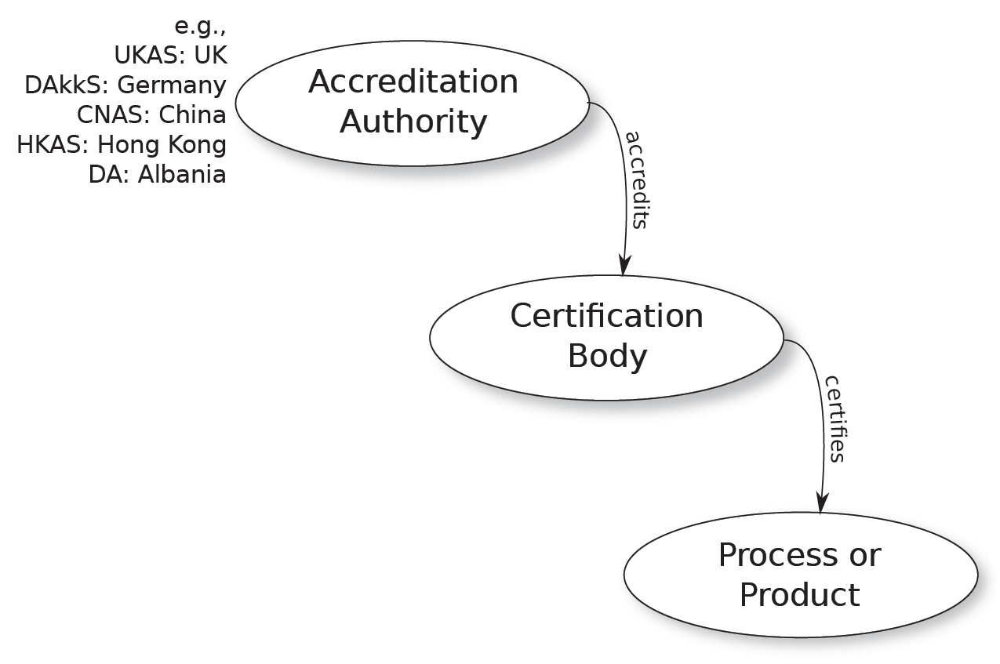 e.g.,
UKAS: UK
DAkkS: Germany
CNAS: China
HKAS: Hong Kong
DA: Albania
Accreditation
Authority
accredits
Certification
Body
certifies
Process or
Product